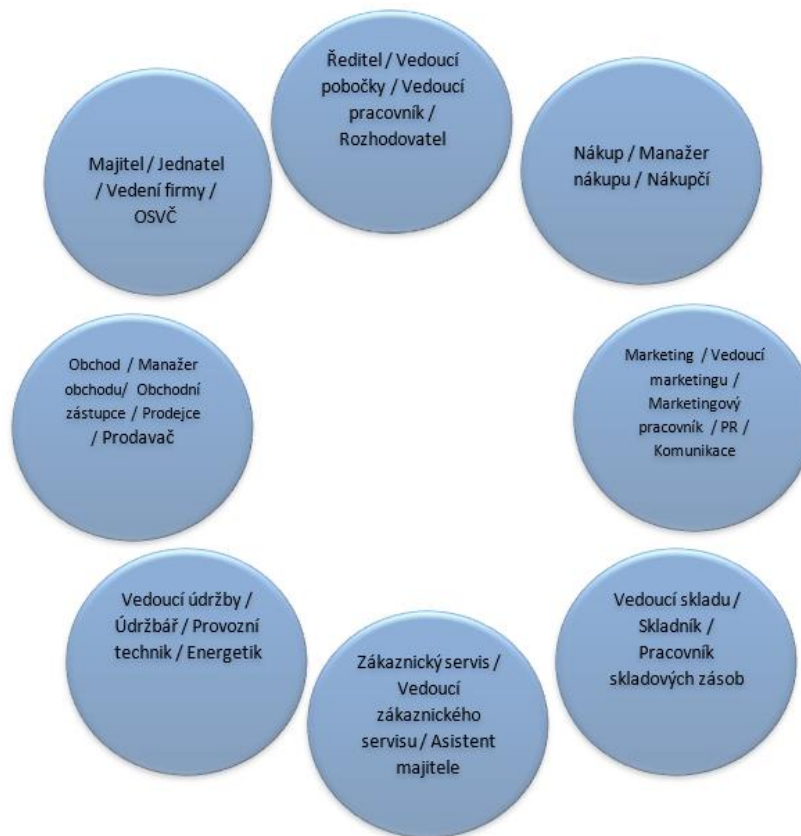 Ředitel / Vedoucí
pobočky / Vedoucí
pracovník /
Rozhodovatel
Majitel / Jednatel
/ Vedení firmy /
OSVČ
Nákup / Manažer
nákupu / Nákupčí
Obchod / Manažer
obchodu/ Obchodní
zástupce / Prodejce
/ Prodavač
Marketing / Vedoucí
marketingu /
Marketingový
pracovník / PR /
Komunikace
Vedoucí údržby /
Údržbář / Provozní
technik / Energetik
Zákaznický servis /
Vedoucí
zákaznického
servisu / Asistent
majitele
Vedoucí skladu /
Skladník /
Pracovník
skladových zásob